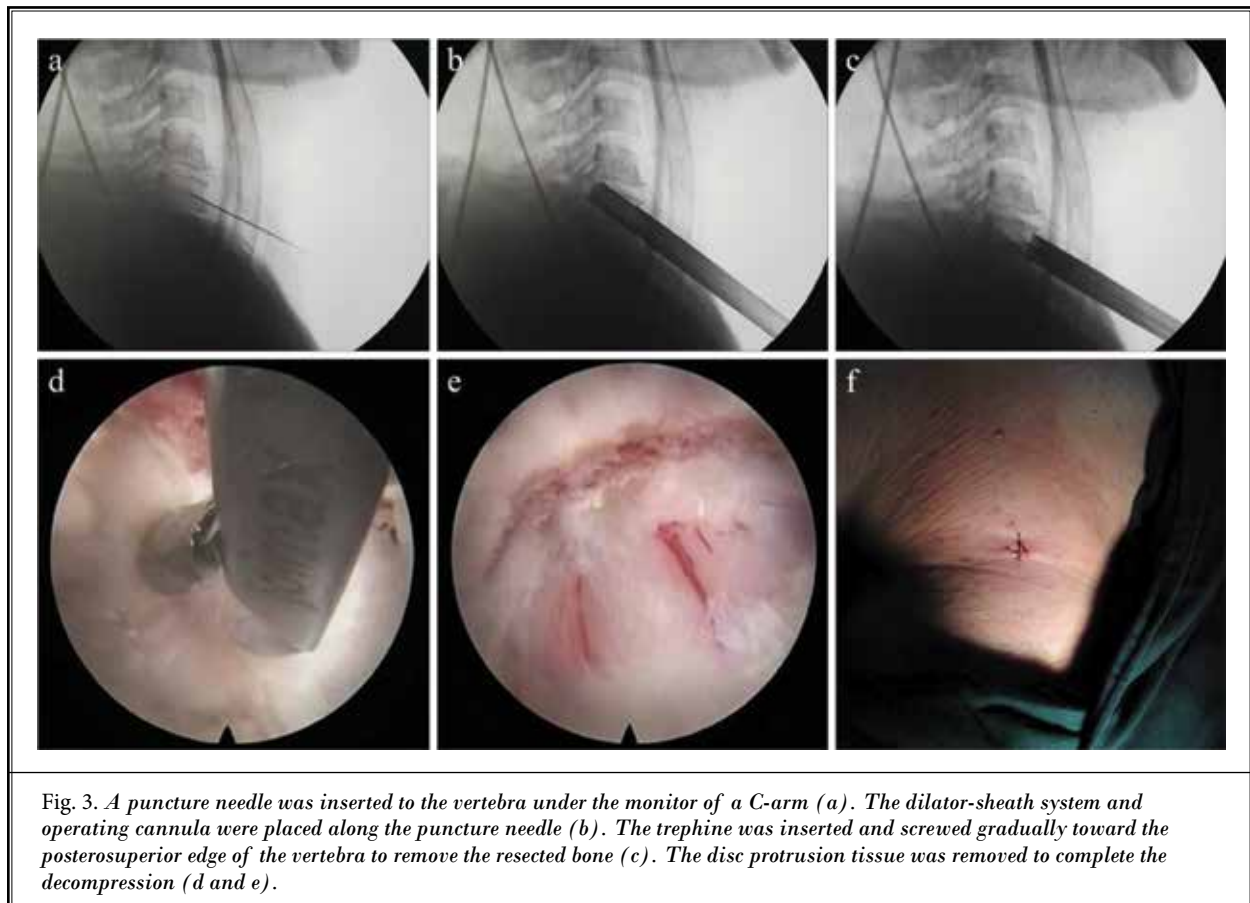 a
b
c
d
e
f
Fig. 3. A puncture needle was inserted to the vertebra under the monitor of a C-arm (a). The dilator-sheath system and
operating cannula were placed along the puncture needle (b). The trephine was inserted and screwed gradually toward the
posterosuperior edge of the vertebra to remove the resected bone (c). The disc protrusion tissue was removed to complete the
decompression (d and e).